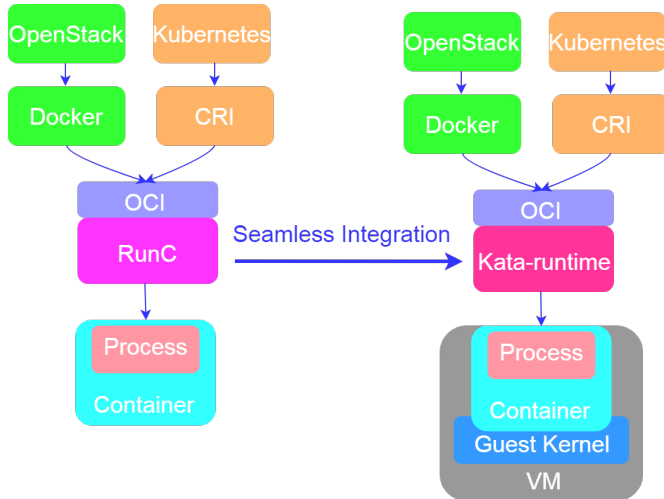 OpenStack
Kubernetes
Docker
CRI
OCI
RunC
Process
Container
Seamless Integration
OpenStack
Kubernetes
Docker
CRI
OCI
Kata-runtime
Process
Container
Guest Kernel
VM